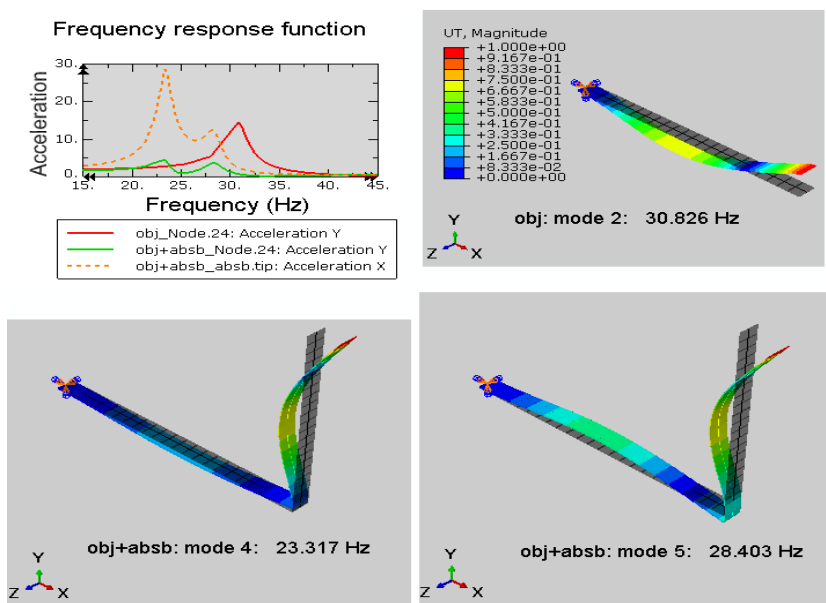 Frequency response function
Acceleration
30.
20.
10.
0.
15.
20.
25.
30.
35.
40.
45.
Frequency (Hz)
obj_Node.24: Acceleration Y
obj+absb_Node.24: Acceleration Y
obj+absb_absb.tip: Acceleration X
UT, Magnitude
+1.000e+00
+9.167e-01
+8.333e-01
+7.500e-01
+6.667e-01
+5.833e-01
+5.000e-01
+4.167e-01
+3.333e-01
+2.500e-01
+1.667e-01
+8.333e-02
+0.000e+00
obj: mode 2: 30.826 Hz
Y
Z X
obj+absb: mode 4: 23.317 Hz
Y
Z X
obj+absb: mode 5: 28.403 Hz
Y
Z X